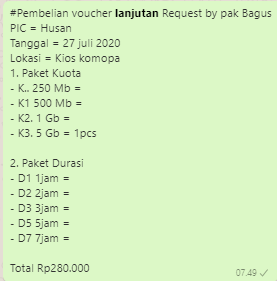 #Pembelian voucher lanjutan Request by pak Bagus
PIC = Husan
Tanggal = 27 juli 2020
Lokasi = Kios komopa
1. Paket Kuota
- K.. 250 Mb =
- K1 500 Mb =
- K2. 1 Gb =
- K3. 5 Gb = 1pcs

2. Paket Durasi
- D1 1jam =
- D2 2jam =
- D3 3jam =
- D5 5jam =
- D7 7jam =

Total Rp280.000
07.49